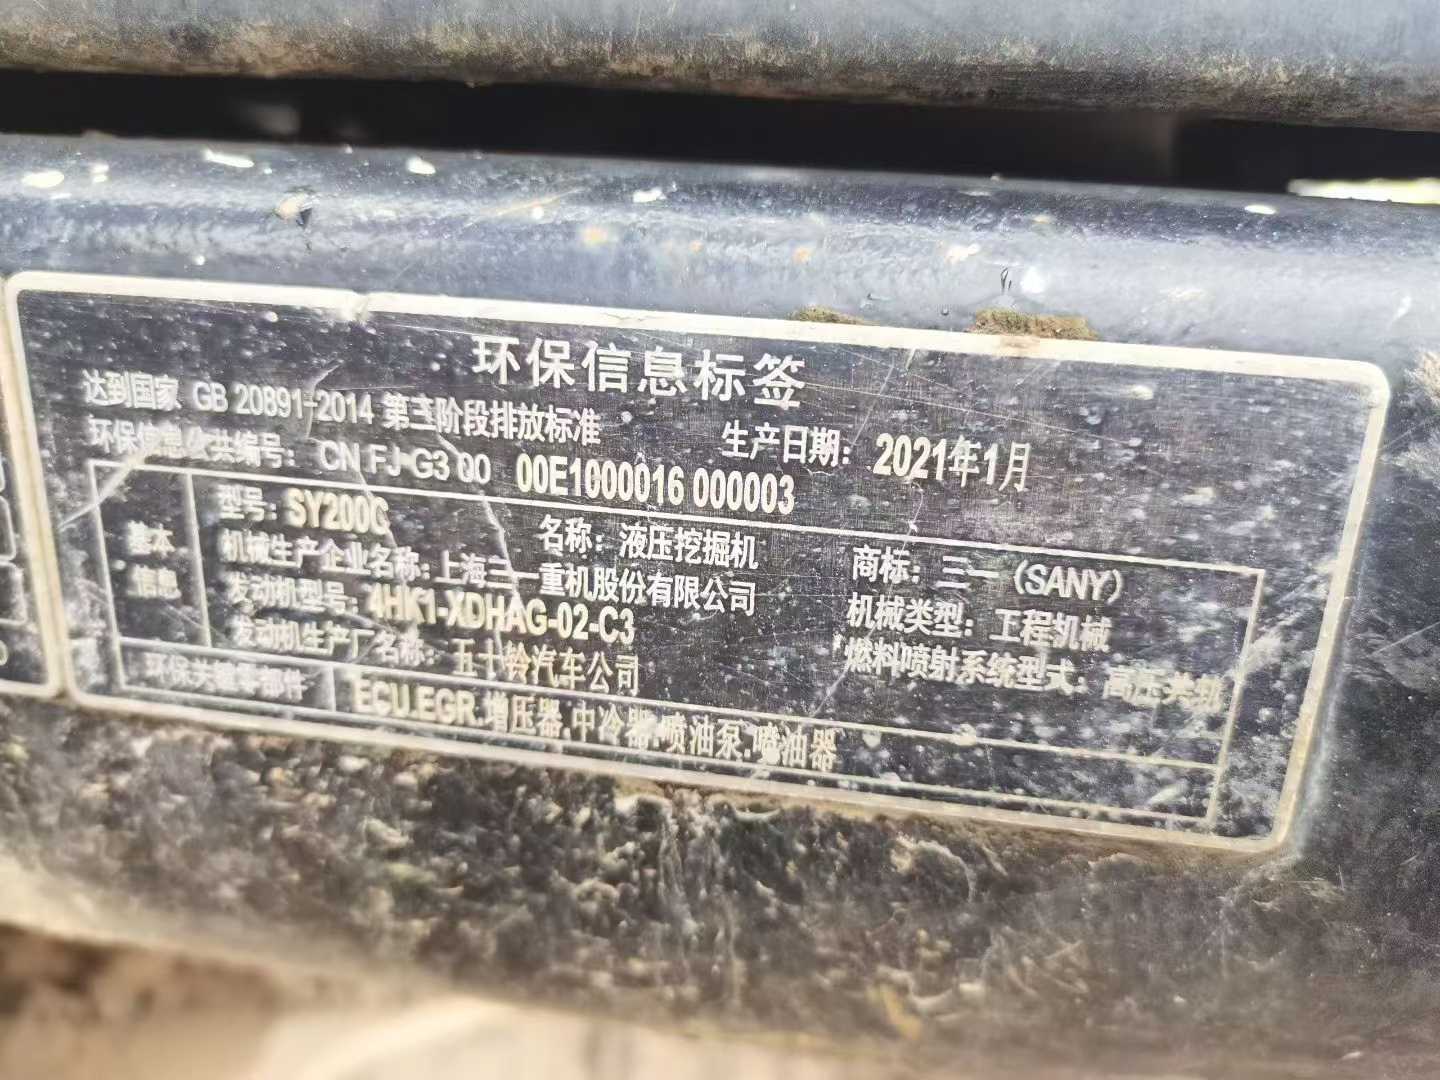 环保信息标签
达到国家 GB 20891-2014 第三阶段排放标准 生产日期：2021年1月
环保信息公共编号： CN FJ G3 00 00E1000016 000003
基本信息
型号：SY200C 名称：液压挖掘机 商标：三一（SANY）
机械生产企业名称：上海三一重机股份有限公司 机械类型：工程机械
发动机型号：4HK1-XDHAG-02-C3 燃料喷射系统型式：高压共轨
发动机生产厂名称：五十铃汽车公司
环保关键零部件 ECU.EGR.增压器.中冷器.喷油泵.喷油器